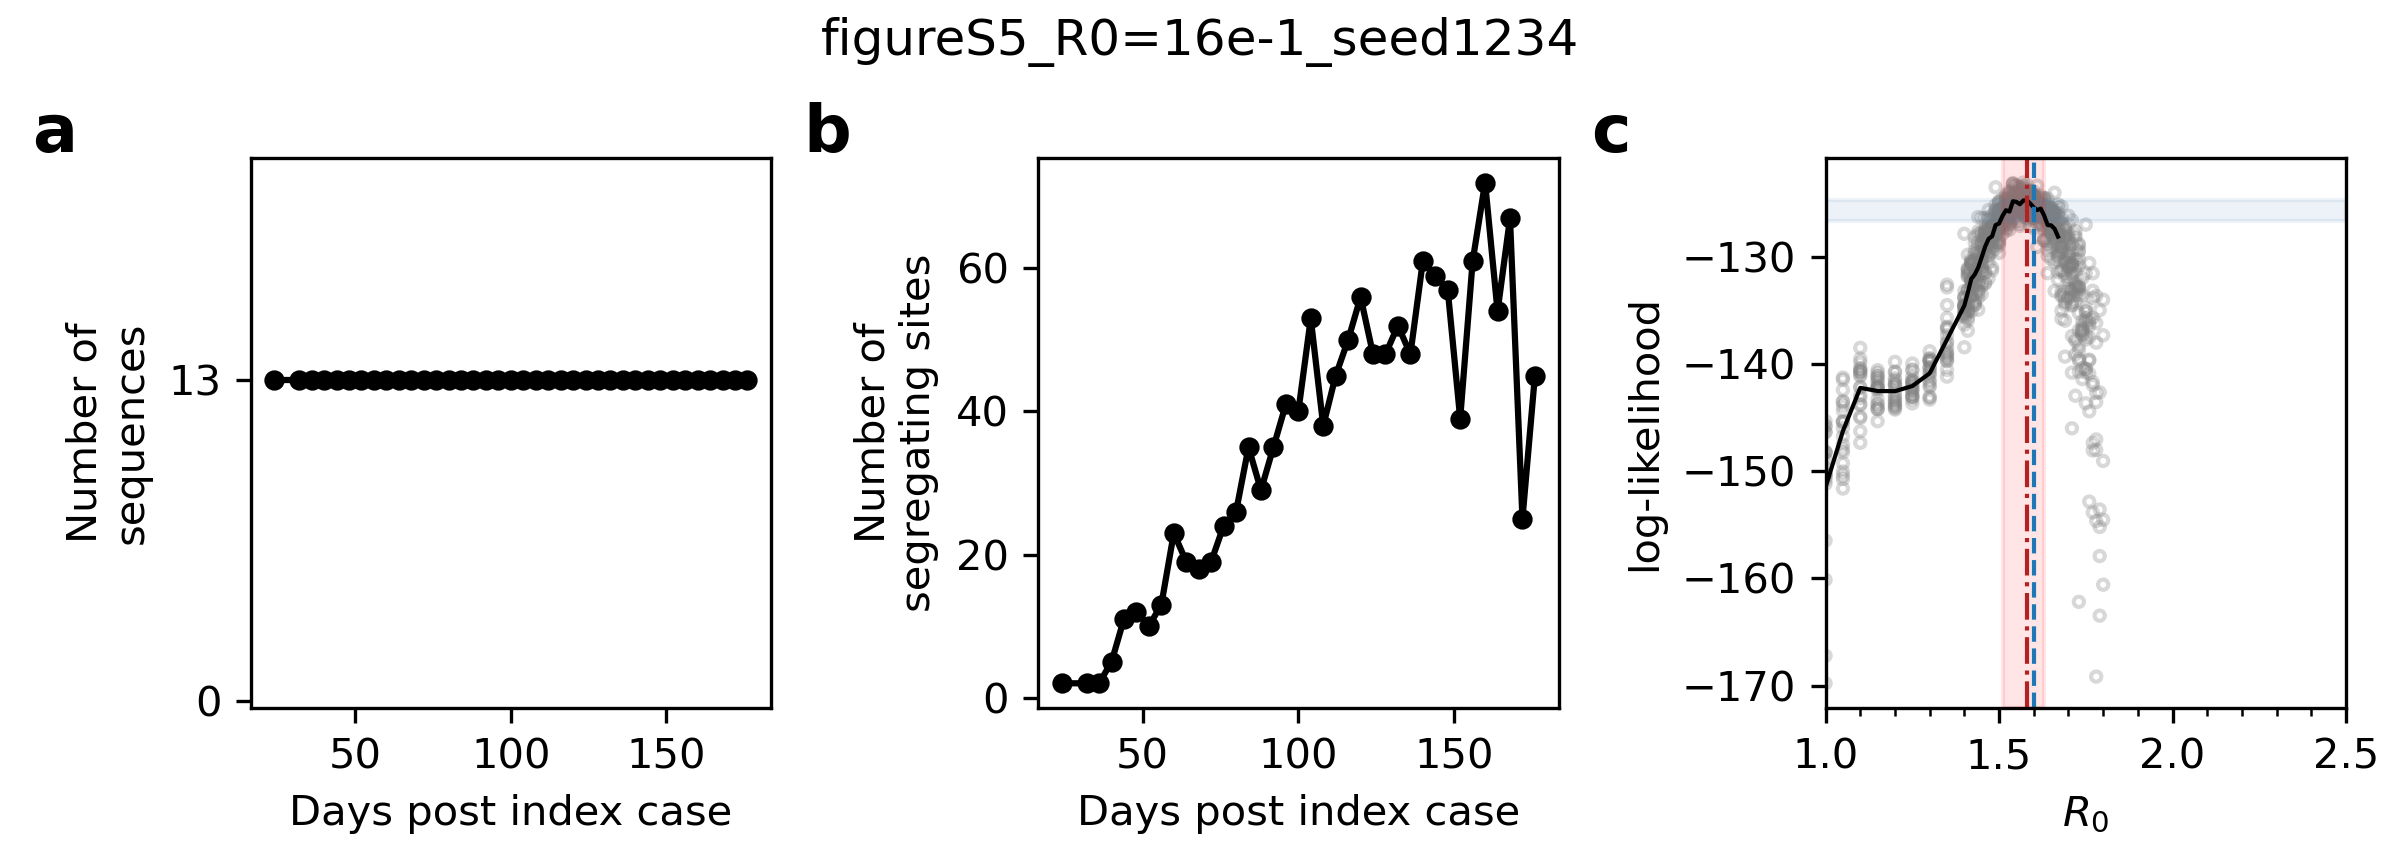 figureS5_R0=16e-1_seed1234
a
Number of
sequences
13
0
50 100 150
Days post index case
b
Number of
segregating sites
60
40
20
0
50 100 150
Days post index case
c
log-likelihood
−130
−140
−150
−160
−170
1.0 1.5 2.0 2.5
R0